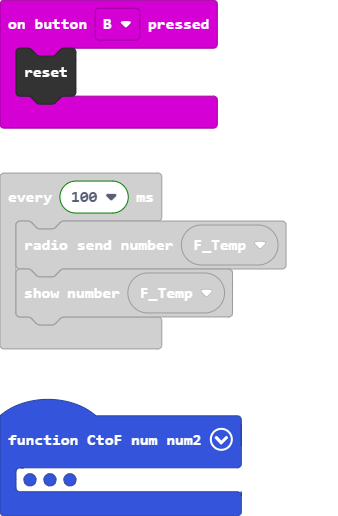 on button B pressed
reset
every 100 ms
radio send number F_Temp
show number F_Temp
function CtoF num num2